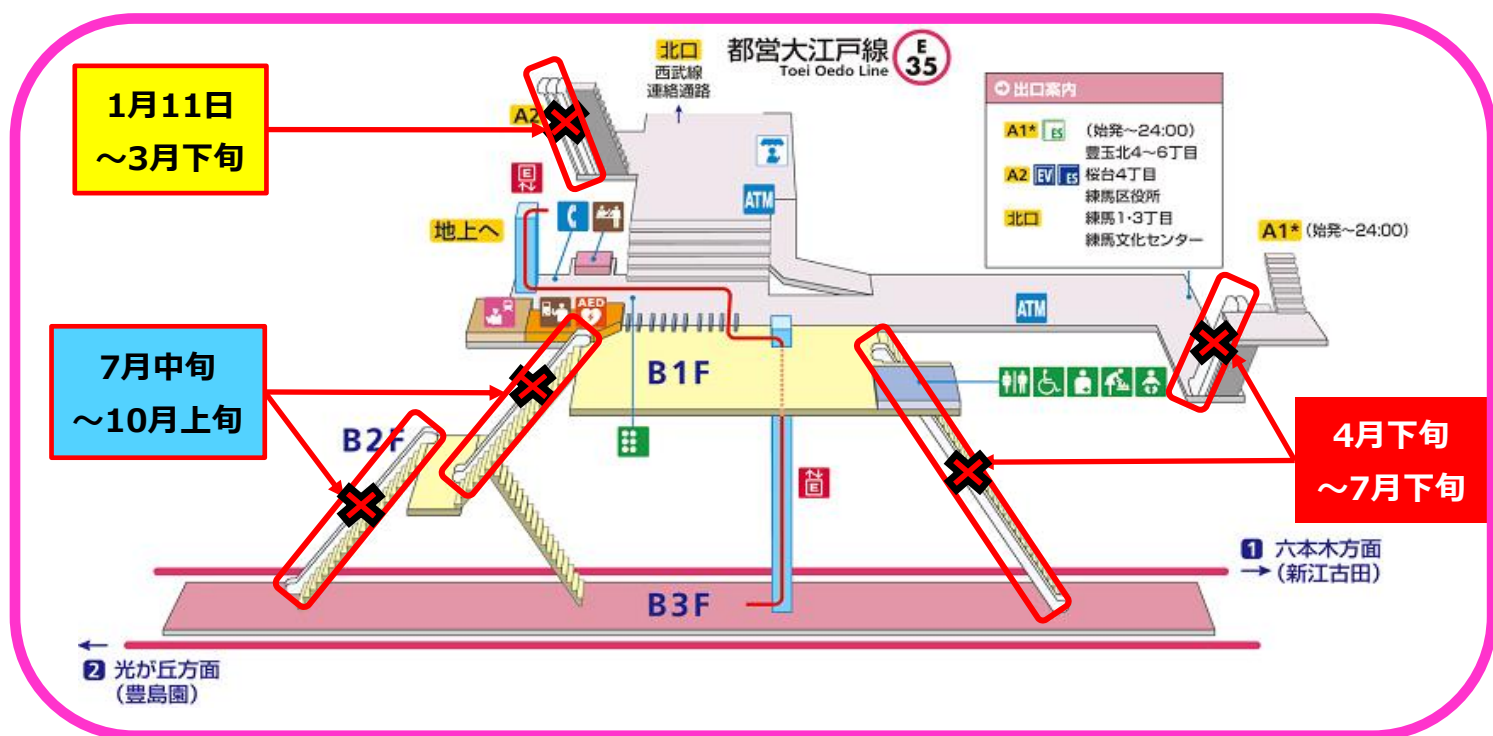 北口
西武線
連絡通路
都営大江戸線
Toei Oedo Line
E
35
1月11日
～3月下旬
A2
出口案内
A1* ES (始発～24:00)
豊玉北4～6丁目
A2 EV ES 桜台4丁目
練馬区役所
北口 練馬1・3丁目
練馬文化センター
E
ATM
地上へ
A1* (始発～24:00)
AED
ATM
7月中旬
～10月上旬
B1F
B2F
4月下旬
～7月下旬
E
1 六本木方面
(新江古田)
B3F
2 光が丘方面
(豊島園)